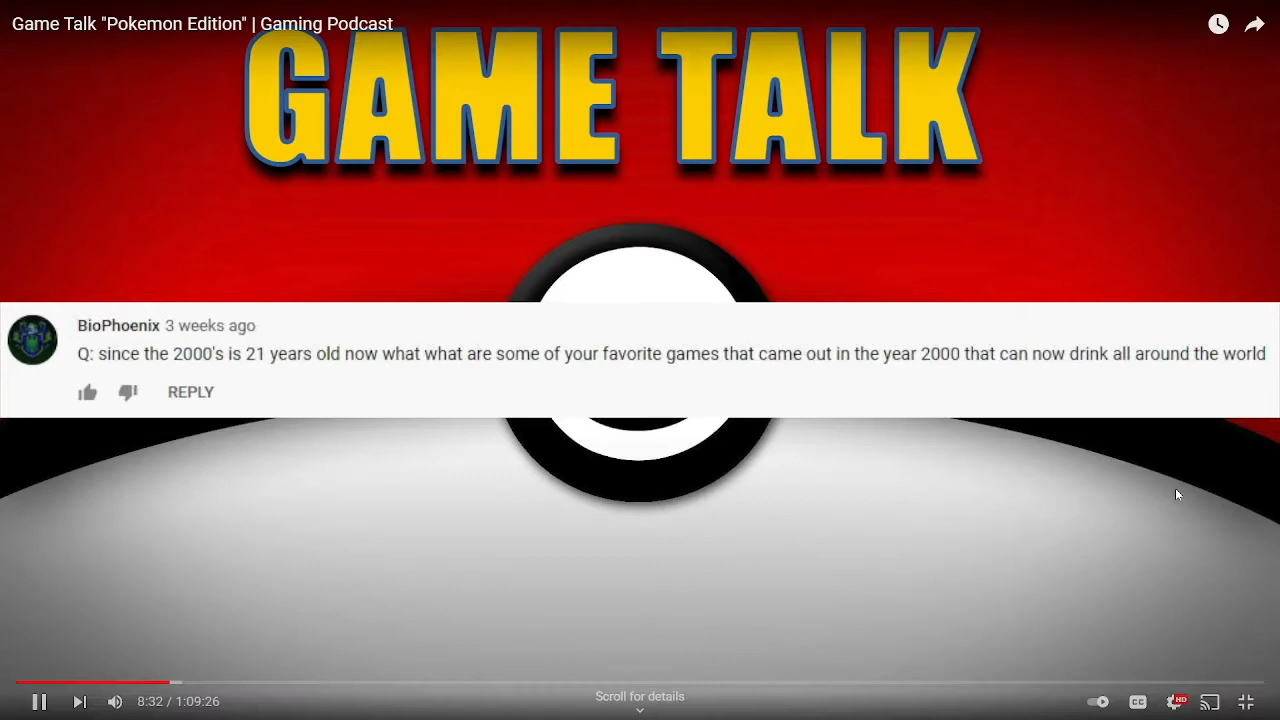 Game Talk "Pokemon Edition" | Gaming Podcast
GAME TALK
BioPhoenix 3 weeks ago
Q: since the 2000's is 21 years old now what what are some of your favorite games that came out in the year 2000 that can now drink all around the world
REPLY
8:32 / 1:09:26
Scroll for details
CC
HD